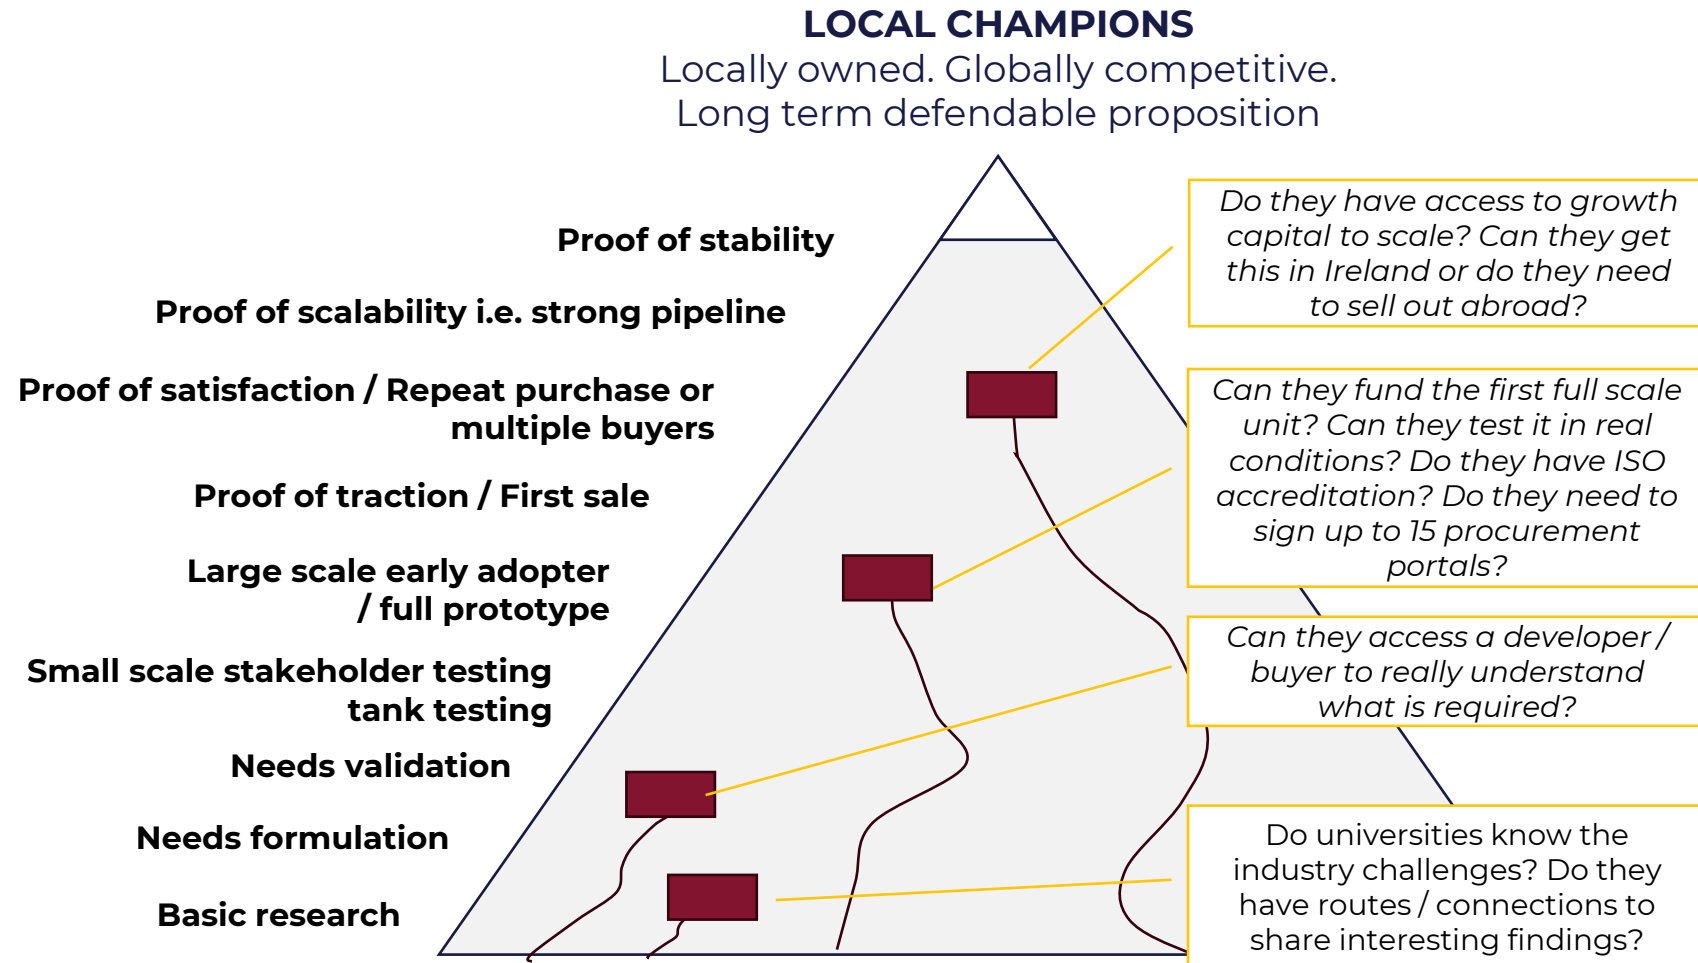 LOCAL CHAMPIONS
Locally owned. Globally competitive.
Long term defendable proposition
Proof of stability
Proof of scalability i.e. strong pipeline
Proof of satisfaction / Repeat purchase or
multiple buyers
Proof of traction / First sale
Large scale early adopter
/ full prototype
Small scale stakeholder testing
tank testing
Needs validation
Needs formulation
Basic research
Do they have access to growth
capital to scale? Can they get
this in Ireland or do they need
to sell out abroad?
Can they fund the first full scale
unit? Can they test it in real
conditions? Do they have ISO
accreditation? Do they need to
sign up to 15 procurement
portals?
Can they access a developer /
buyer to really understand
what is required?
Do universities know the
industry challenges? Do they
have routes / connections to
share interesting findings?